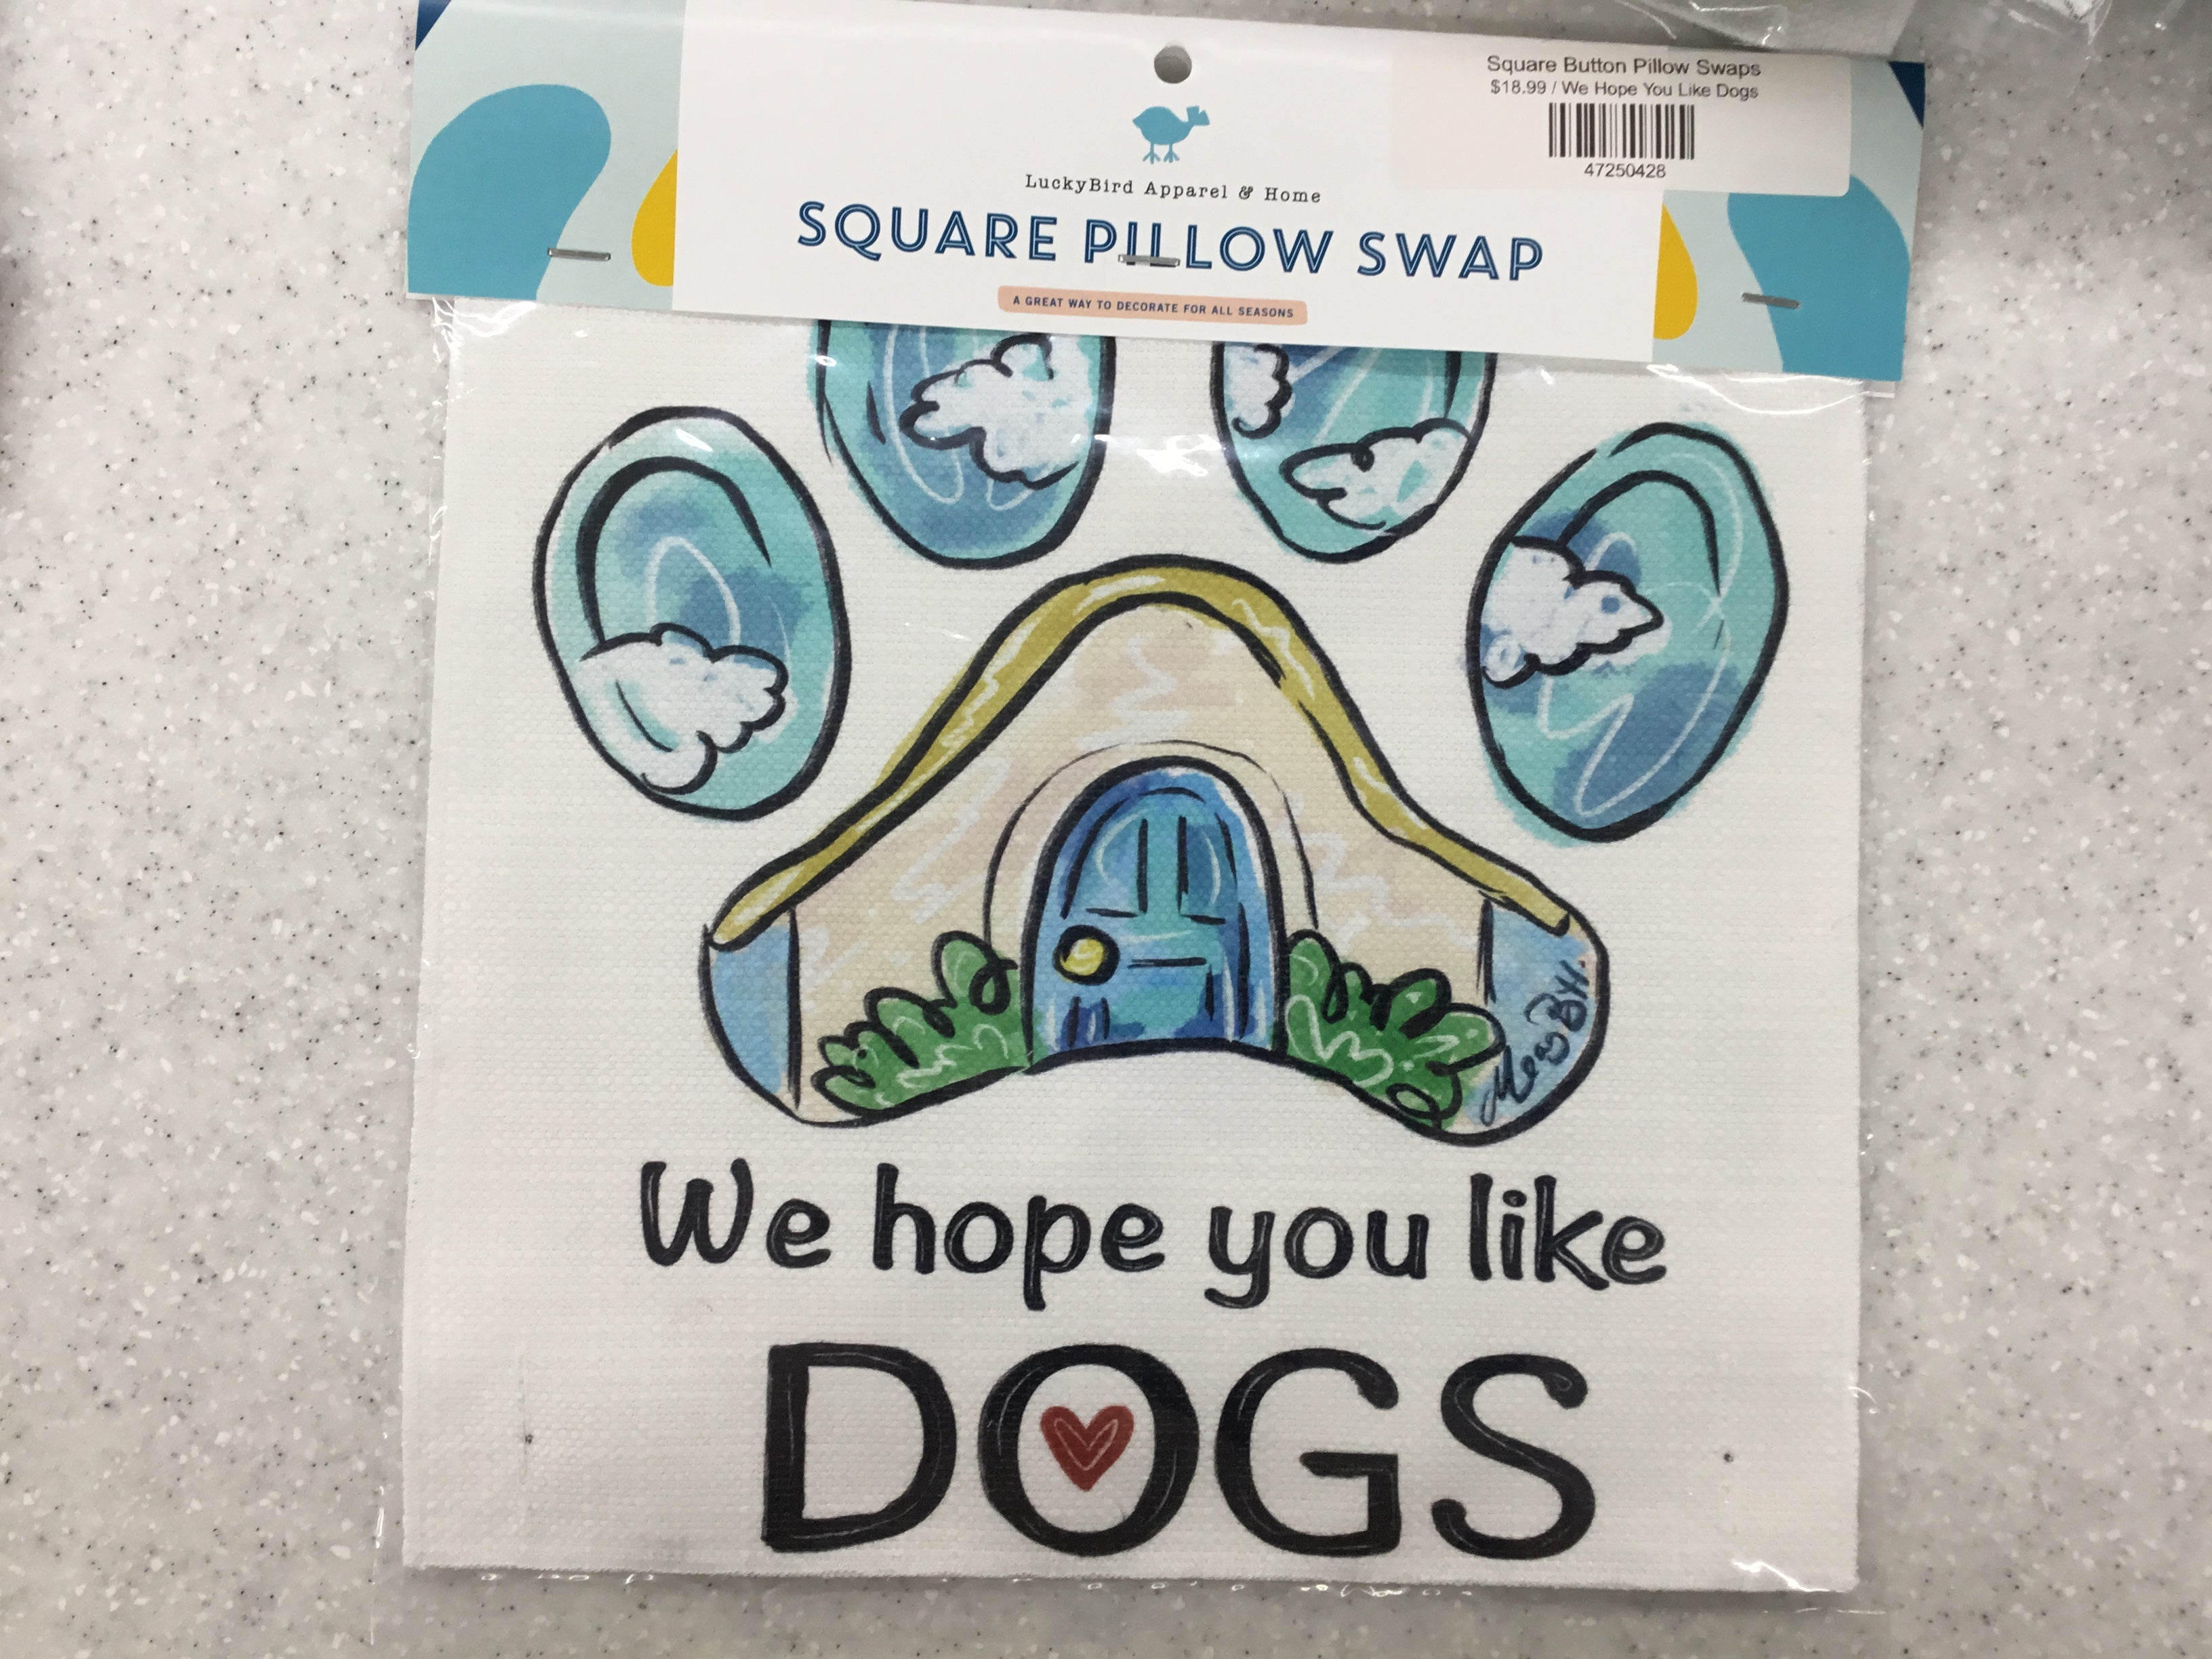 Square Button Pillow Swaps
$18.99 / We Hope You Like Dogs
47250428
LuckyBird Apparel & Home
SQUARE PILLOW SWAP
A GREAT WAY TO DECORATE FOR ALL SEASONS
We hope you like
DOGS